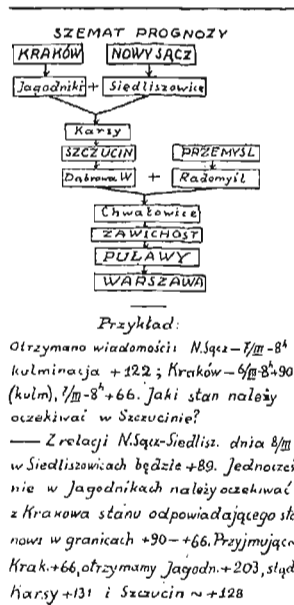 SZEMAT PROGNOZY
KRAKÓW NOWY SĄCZ
Jagodniki + Siedliszowice
Karsy
SZCZUCIN PRZEMYŚL
Dąbrowa W + Radomyśl
Chwałowice
ZAWICHOST
PUŁAWY
WARSZAWA
Przykład:
Otrzymano wiadomości: N.Sącz – 7/III – 8h
kulminacja +122 ; Kraków – 6/III-8h+90
(kulm), 7/III-8h+66. Jaki stan należy
oczekiwać w Szczucinie?
— Z relacji N.Sącz-Siedlisz. dnia 8/III
w Siedliszowicach będzie +89. Jednocześ
nie w Jagodnikach należy oczekiwać
z Krakowa stanu odpowiadającego sta
nowi w granicach +90 – +66. Przyjmując
Krak.+66, otrzymamy Jagodn.+203, stąd
Karsy +131 i Szczucin ~ +128